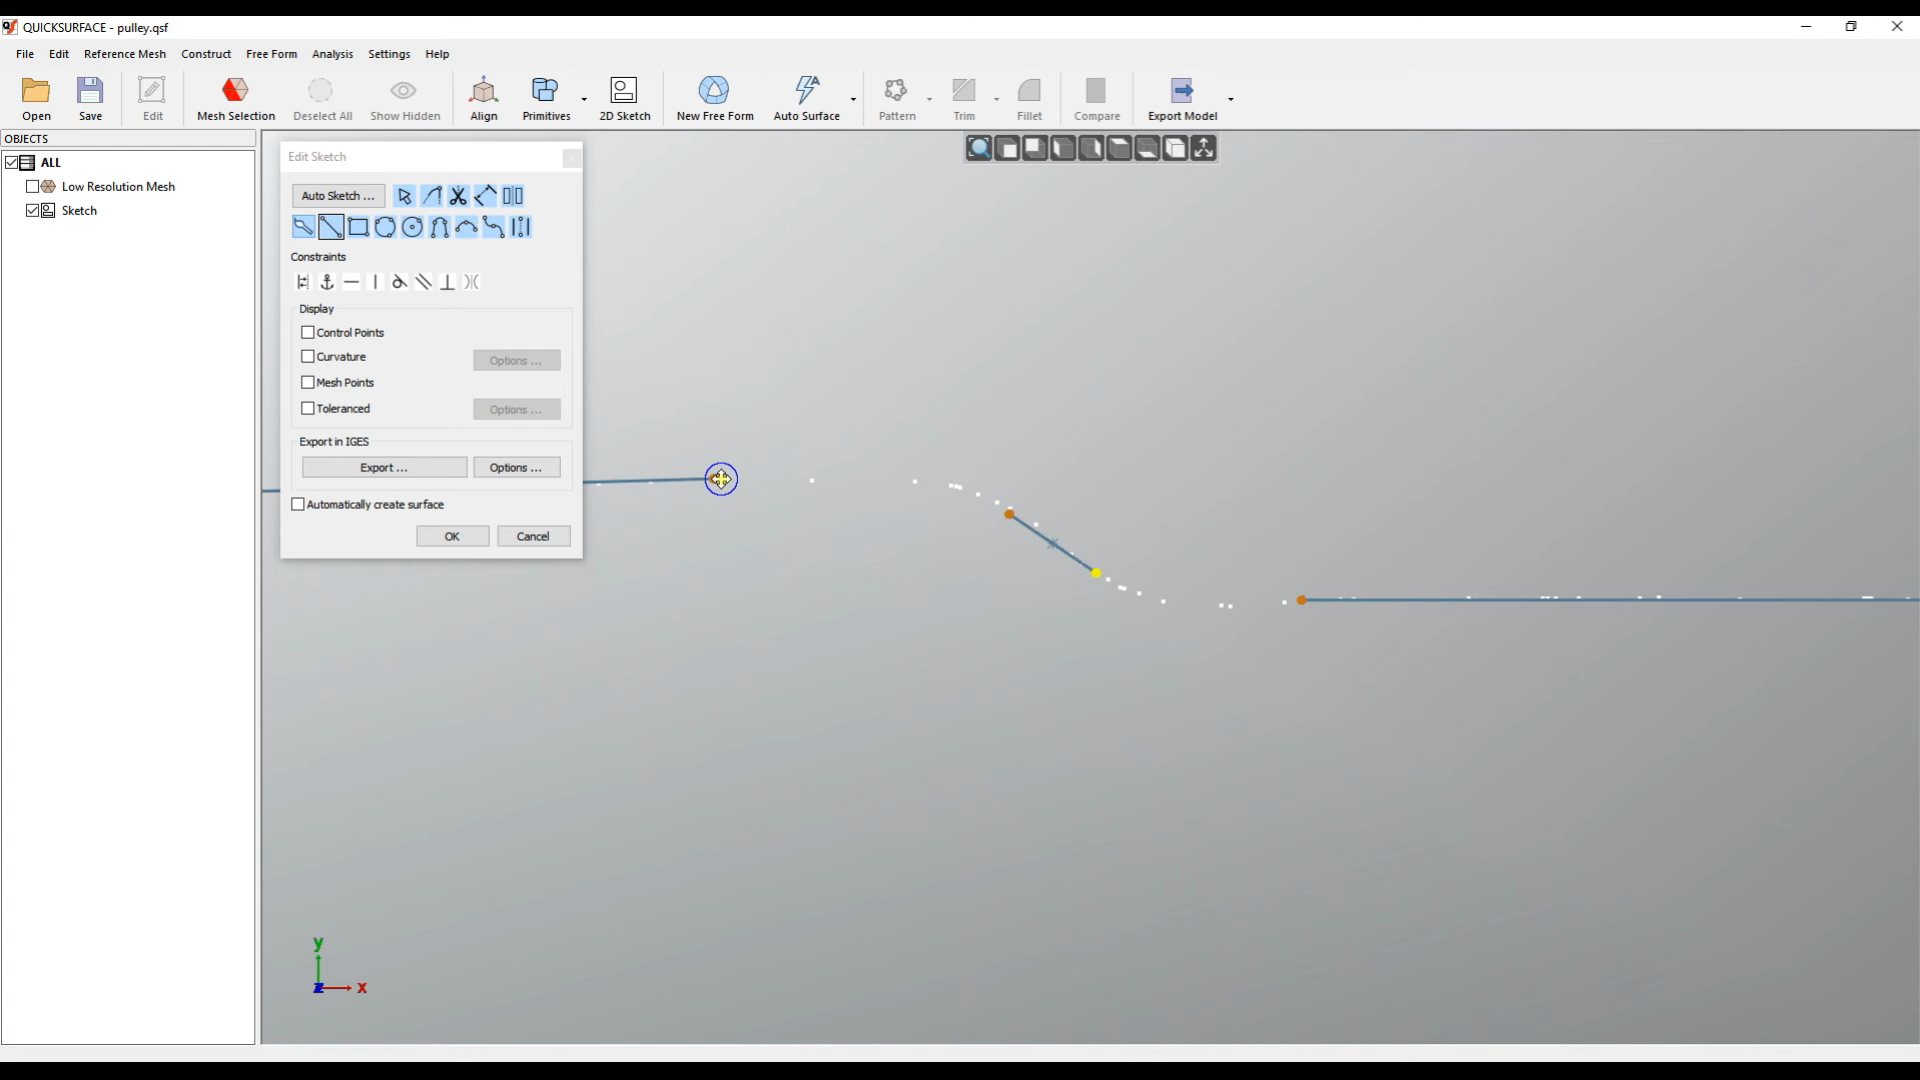 QUICKSURFACE - pulley.qsf
File Edit Reference Mesh Construct Free Form Analysis Settings Help
Open Save Edit Mesh Selection Deselect All Show Hidden Align Primitives 2D Sketch New Free Form Auto Surface Pattern Trim Fillet Compare Export Model
OBJECTS
ALL
Low Resolution Mesh
Sketch
Edit Sketch
Auto Sketch ...
Constraints
Display
Control Points
Curvature Options ...
Mesh Points
Toleranced Options ...
Export in IGES
Export ... Options ...
Automatically create surface
OK Cancel
y
z x